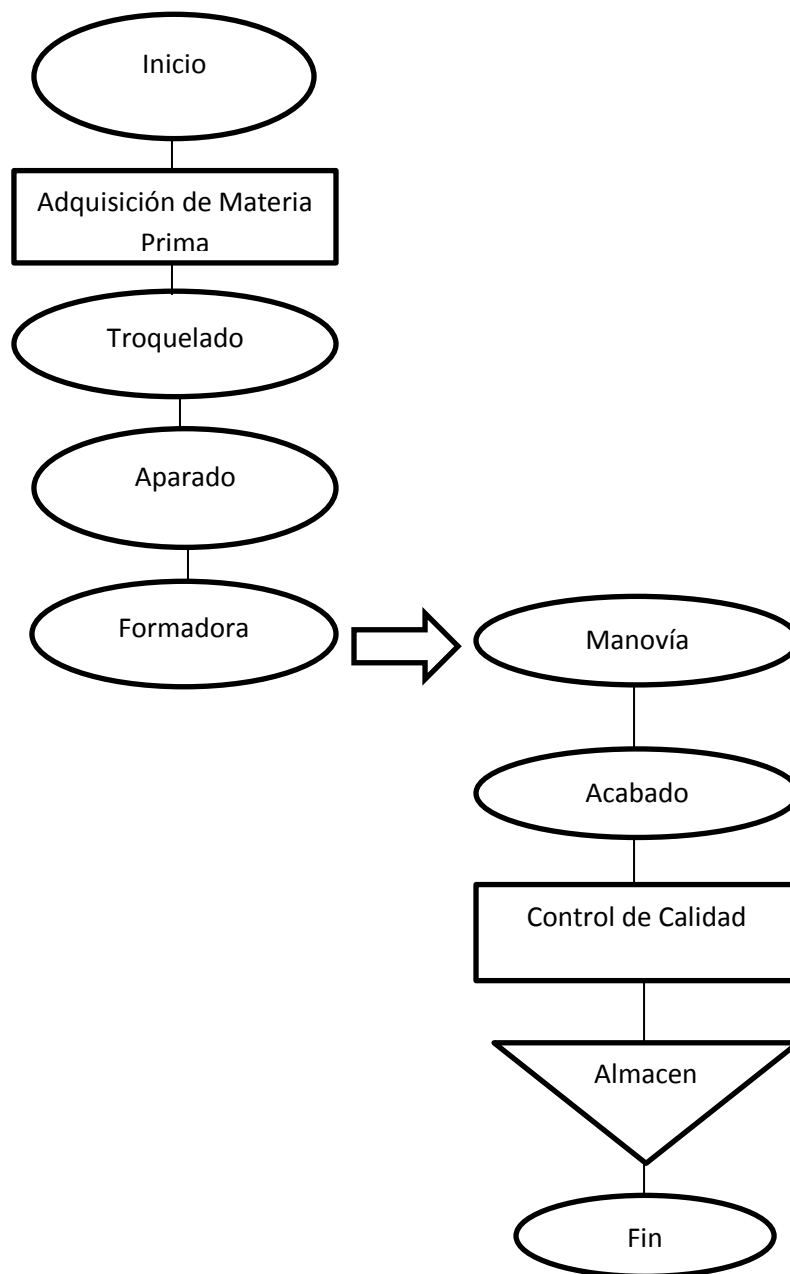 Inicio
Adquisición de Materia
Prima
Troquelado
Aparado
Formadora
Manovía
Acabado
Control de Calidad
Almacen
Fin